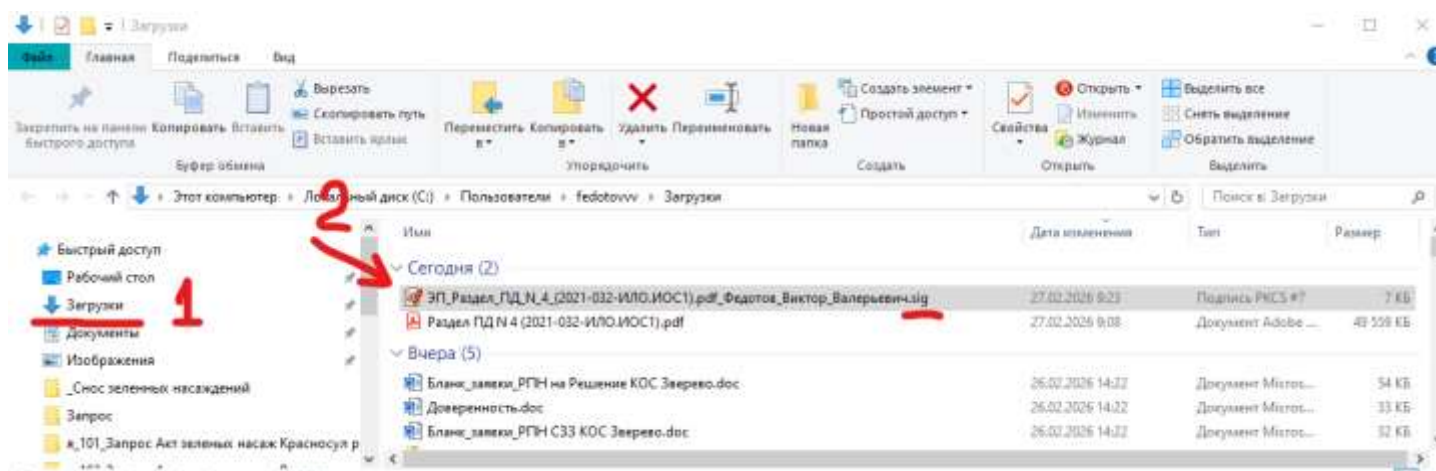 Загрузки
Файл Главная Поделиться Вид
Закрепить на панели быстрого доступа
Копировать
Вставить
Вырезать
Скопировать путь
Вставить ярлык
Буфер обмена
Переместить в
Копировать в
Удалить
Переименовать
Упорядочить
Новая папка
Создать элемент
Простой доступ
Создать
Свойства
Открыть
Изменить
Журнал
Открыть
Выделить все
Снять выделение
Обратить выделение
Выделить
Этот компьютер Локальный диск (C:) Пользователи fedotovvv Загрузки
Поиск в: Загрузки
2
Быстрый доступ
Рабочий стол
Загрузки
1
Документы
Изображения
_Снос зеленных насаждений
Запрос
Имя Дата изменения Тип Размер
Сегодня (2)
ЭП_Раздел_ПД_N_4_(2021-032-ИЛО.ИОС1).pdf_Федотов_Виктор_Валерьевич.sig 27.02.2026 9:23 Подпись PKCS #7 7 КБ
Раздел ПД N 4 (2021-032-ИЛО.ИОС1).pdf 27.02.2026 9:08 Документ Adobe ... 49 559 КБ
Вчера (5)
Бланк_заявки_РПН на Решение КОС Зверево.doc 26.02.2026 14:22 Документ Micros... 54 КБ
Доверенность.doc 26.02.2026 14:22 Документ Micros... 33 КБ
Бланк_заявки_РПН СЗЗ КОС Зверево.doc 26.02.2026 14:22 Документ Micros... 52 КБ